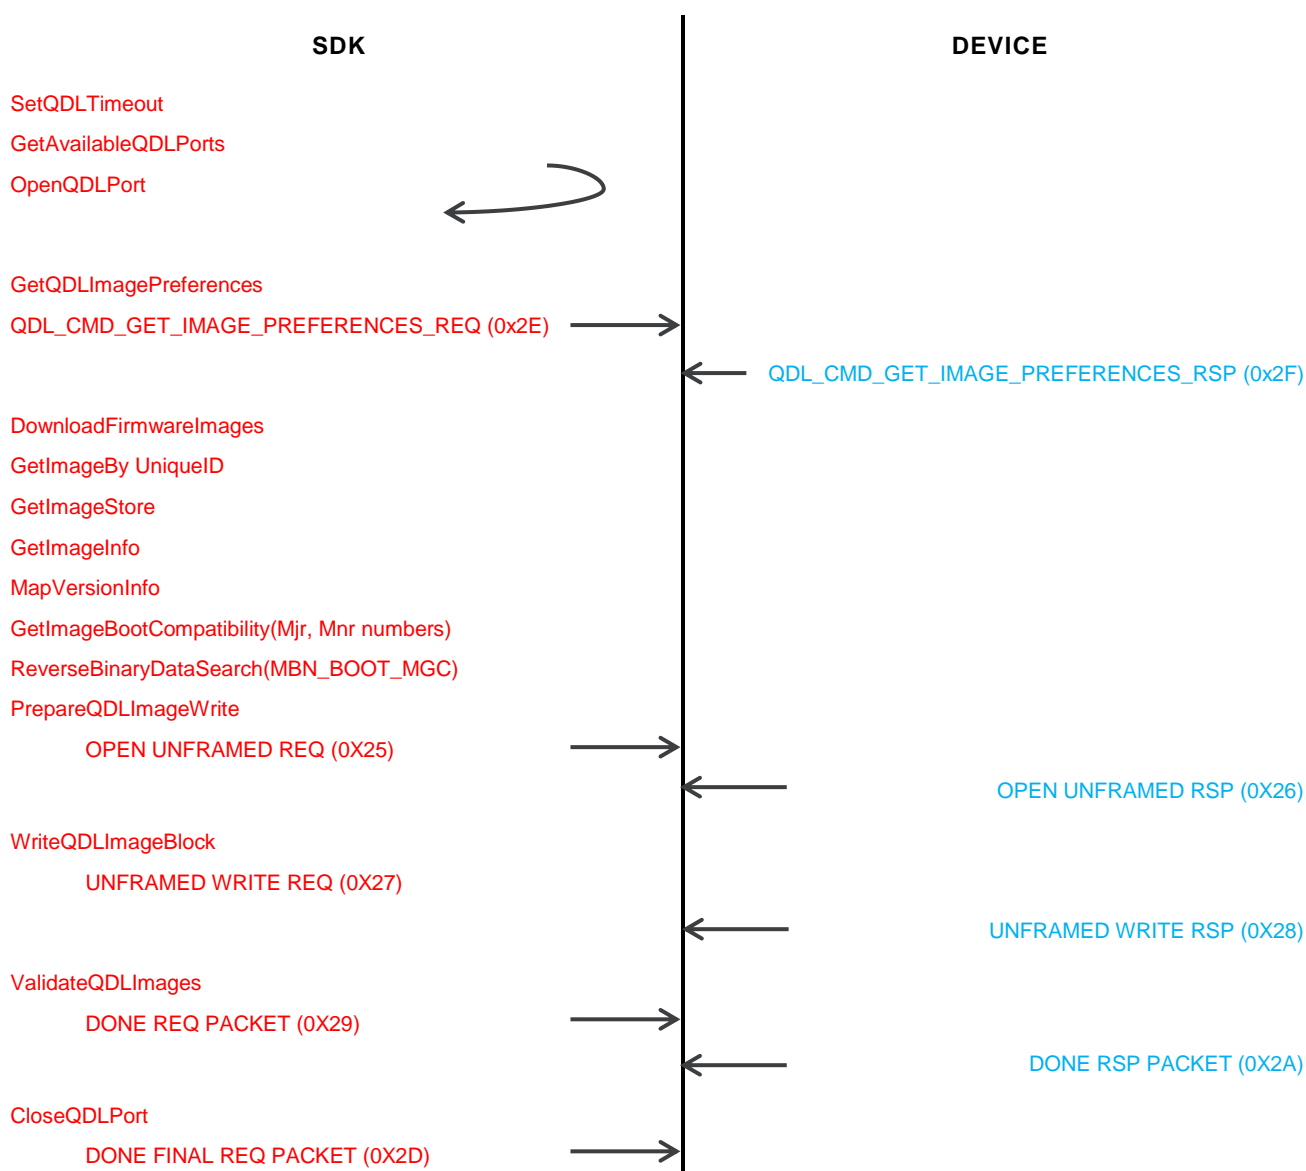 SDK
DEVICE
SetQDLTimeout
GetAvailableQDLPorts
OpenQDLPort
GetQDLImagePreferences
QDL_CMD_GET_IMAGE_PREFERENCES_REQ (0x2E)
QDL_CMD_GET_IMAGE_PREFERENCES_RSP (0x2F)
DownloadFirmwareImages
GetImageBy UniqueID
GetImageStore
GetImageInfo
MapVersionInfo
GetImageBootCompatibility(Mjr, Mnr numbers)
ReverseBinaryDataSearch(MBN_BOOT_MGC)
PrepareQDLImageWrite
OPEN UNFRAMED REQ (0X25)
OPEN UNFRAMED RSP (0X26)
WriteQDLImageBlock
UNFRAMED WRITE REQ (0X27)
UNFRAMED WRITE RSP (0X28)
ValidateQDLImages
DONE REQ PACKET (0X29)
DONE RSP PACKET (0X2A)
CloseQDLPort
DONE FINAL REQ PACKET (0X2D)